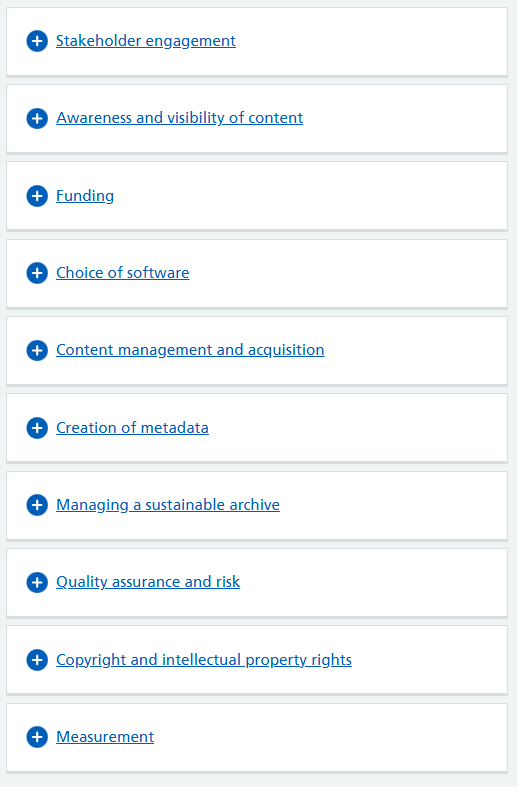 Stakeholder engagement
Awareness and visibility of content
Funding
Choice of software
Content management and acquisition
Creation of metadata
Managing a sustainable archive
Quality assurance and risk
Copyright and intellectual property rights
Measurement